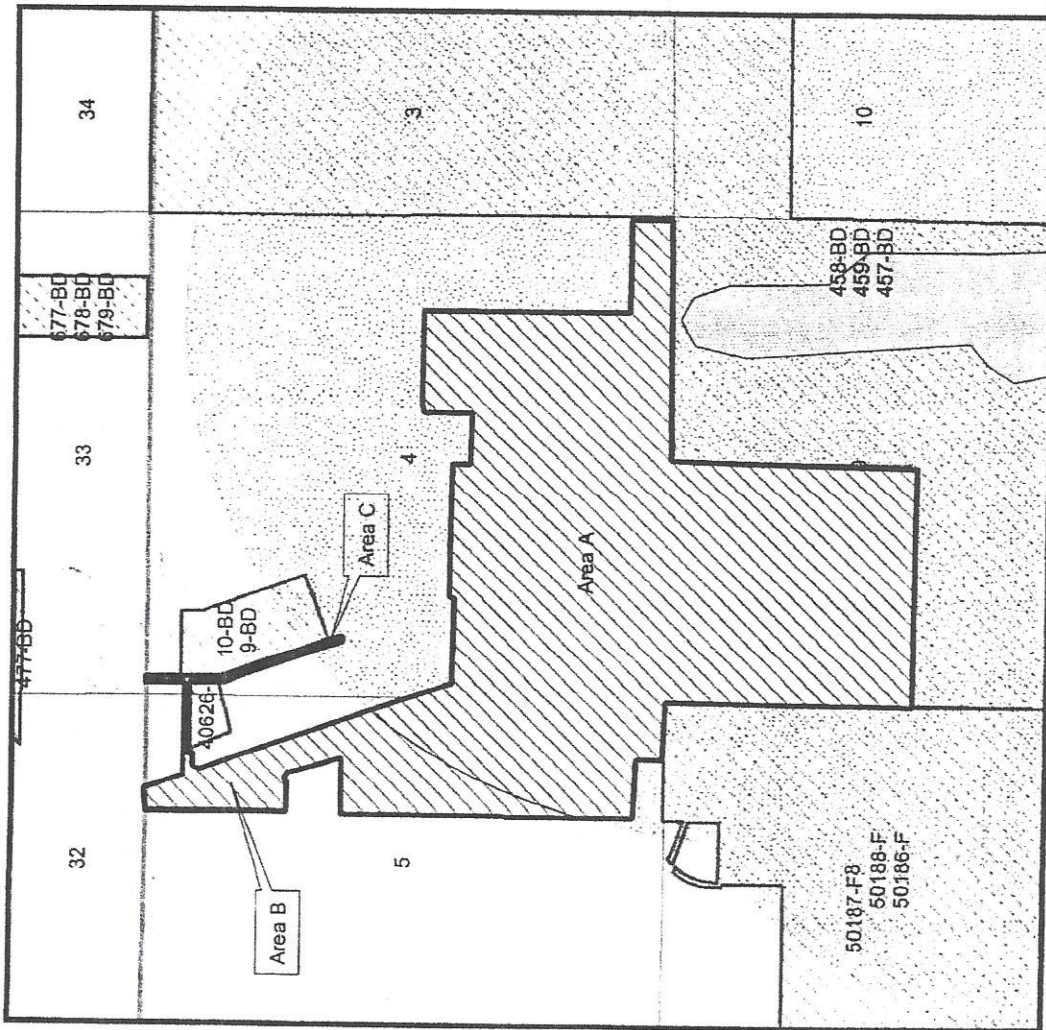 34
3
10
677-BD
678-BD
679-BD
458-BD
459-BD
457-BD
33
4
9
Area C
477-BD
10-BD
9-BD
Area A
40626-
32
5
Area B
50187-F8
50188-F
50186-F